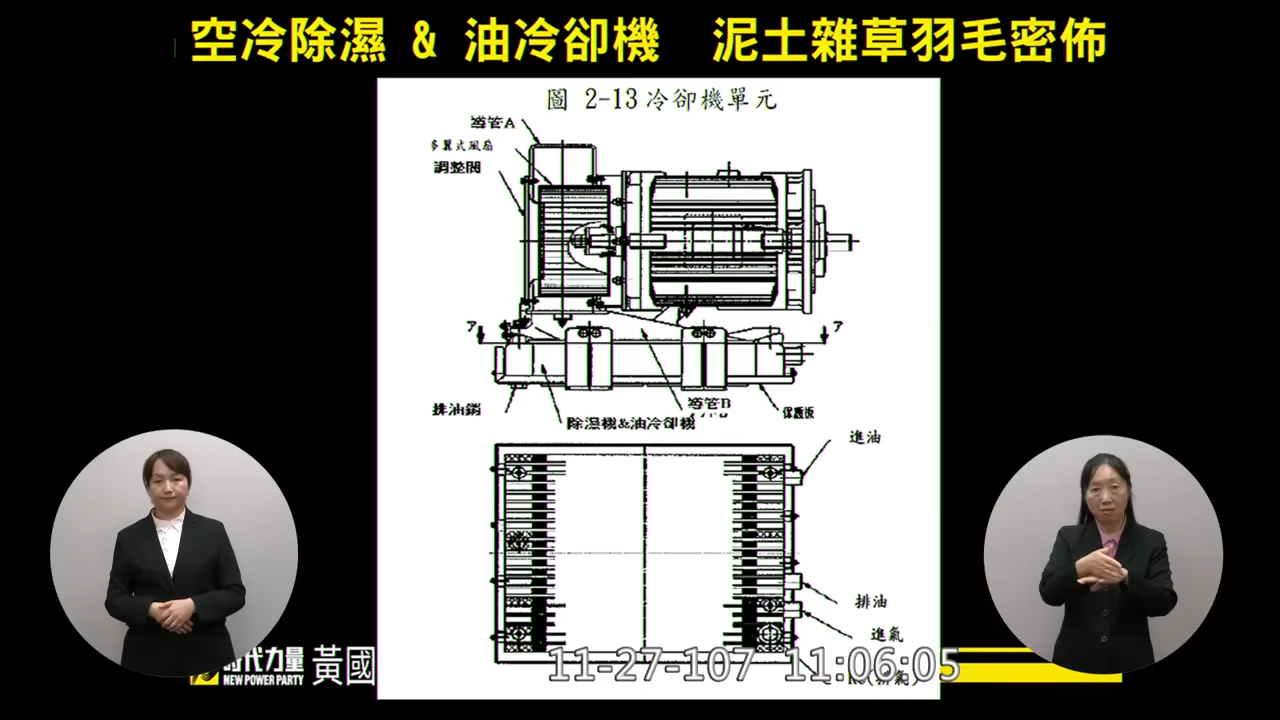 空冷除濕 & 油冷卻機 泥土雜草羽毛密佈
圖 2-13 冷卻機單元
導管A
多翼式風扇
調整閥
ア ア
排油銷
除濕機&油冷卻機
導管B
保護板
進油
排油
進氣
時代力量
NEW POWER PARTY
黃國
11-27-107 11:06:05